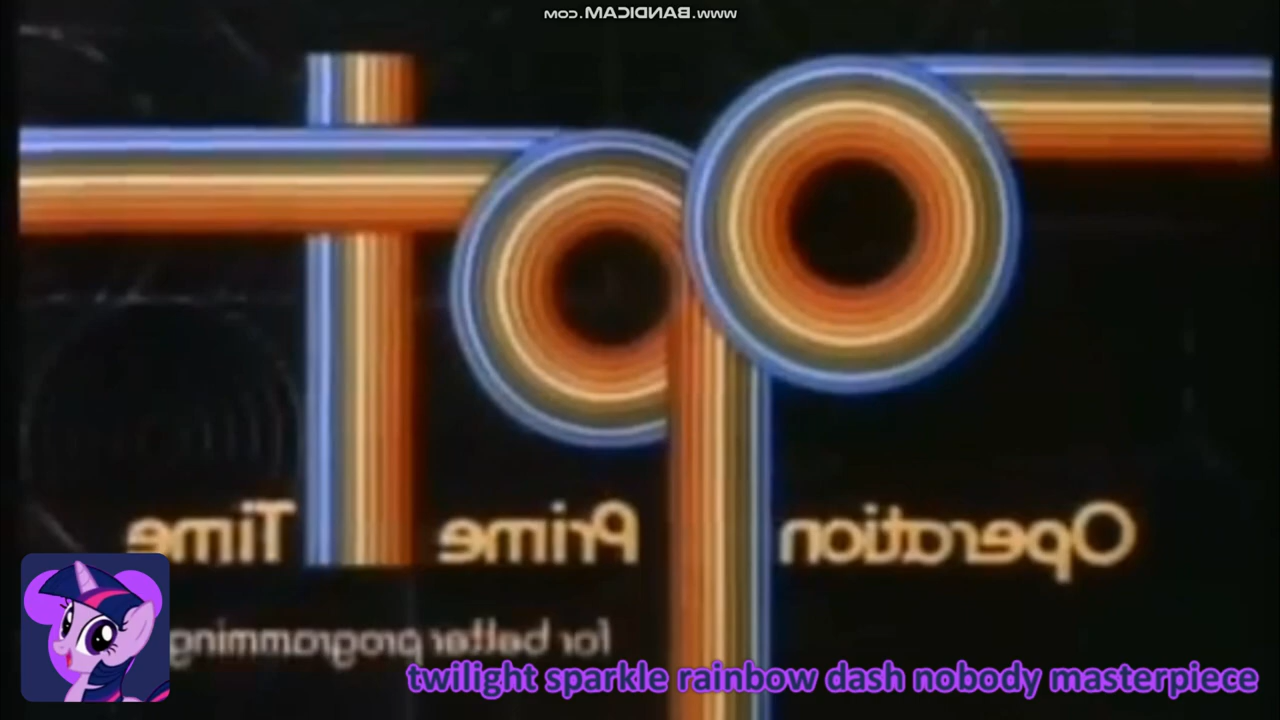 www.BANDICAM.com
Operation Prime Time
for better programming
twilight sparkle rainbow dash nobody masterpiece